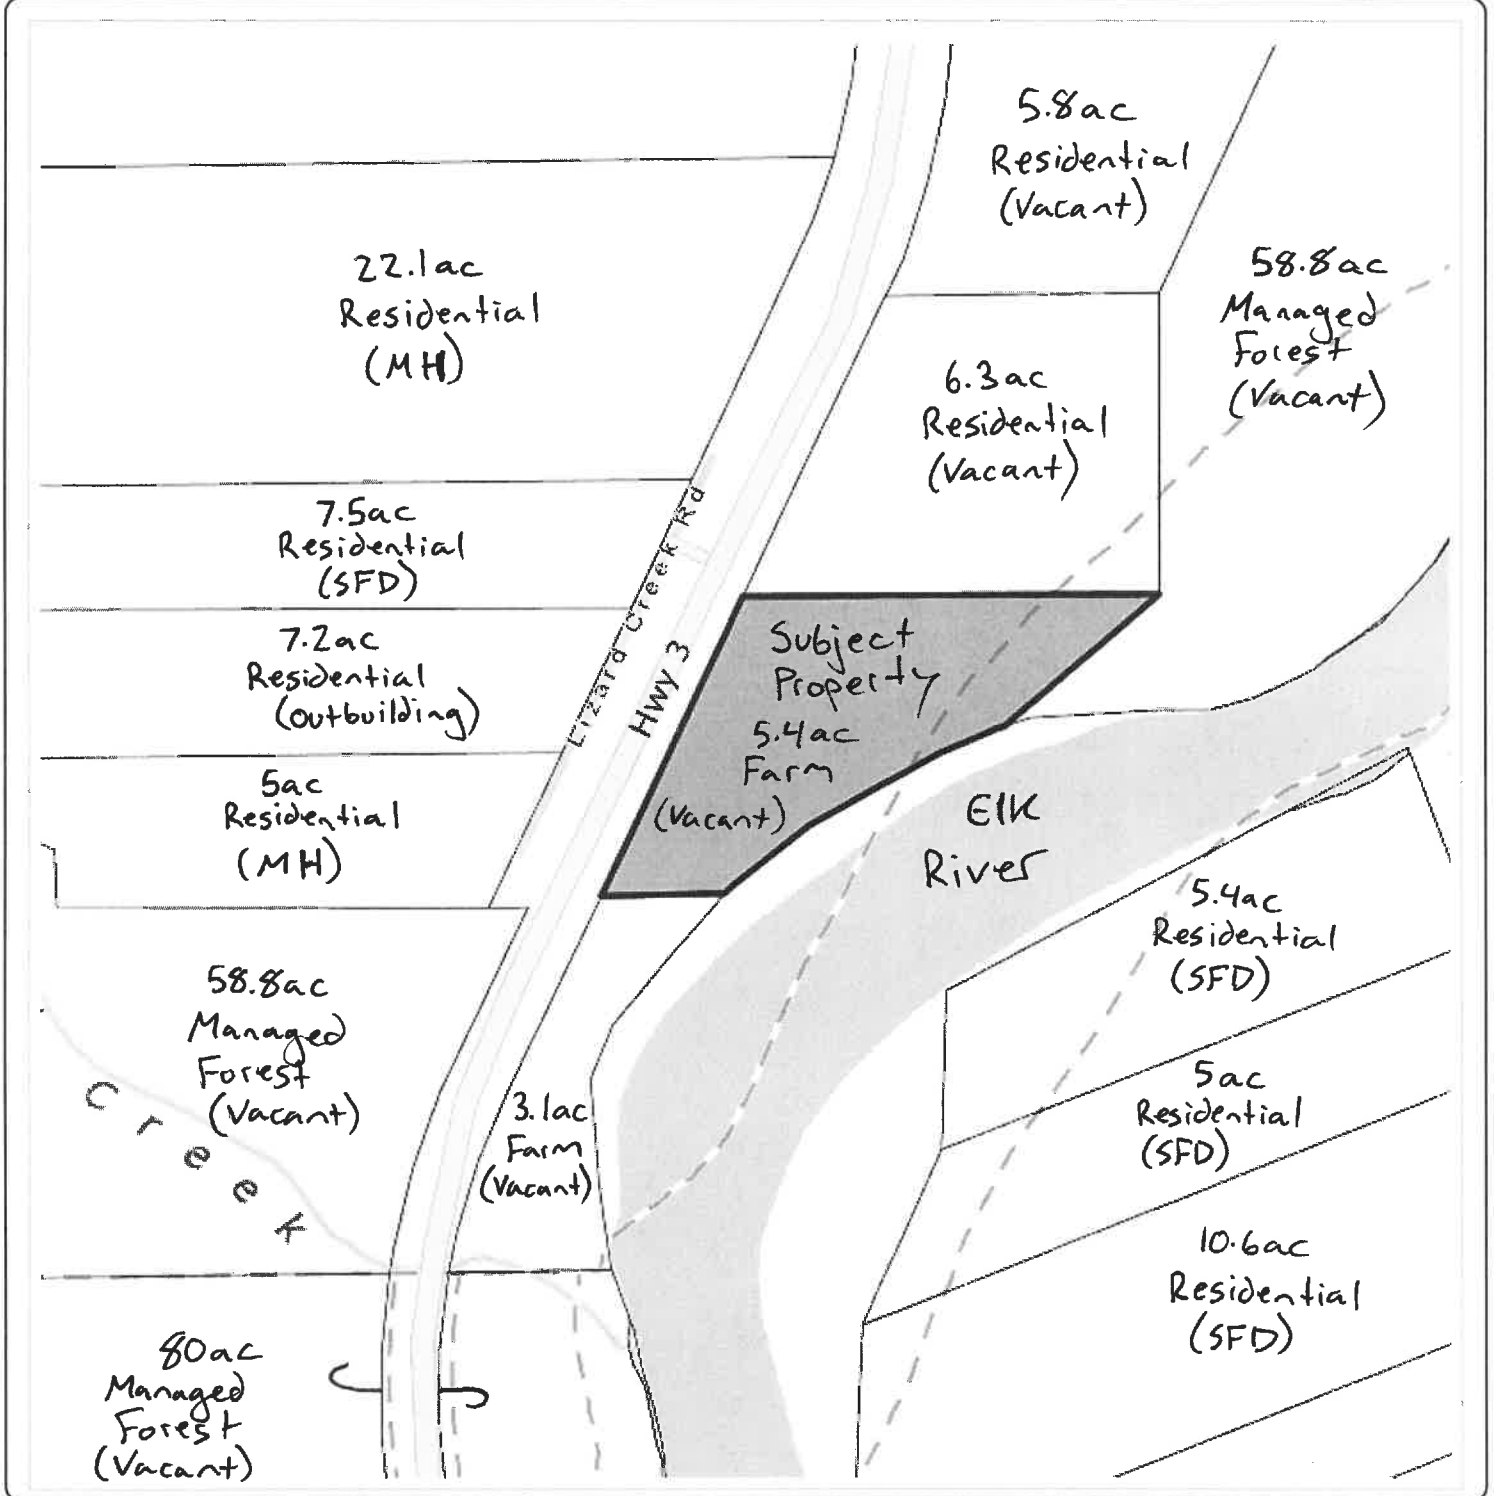 5.8ac
Residential
(Vacant)
22.1ac
Residential
(MH)
58.8ac
Managed
Forest
(Vacant)
6.3ac
Residential
(Vacant)
7.5ac
Residential
(SFD)
Lizard Creek Rd
Hwy 3
7.2ac
Residential
(Outbuilding)
Subject
Property
5.4ac
Farm
(Vacant)
5ac
Residential
(MH)
Elk
River
5.4ac
Residential
(SFD)
58.8ac
Managed
Forest
(Vacant)
Creek
3.1ac
Farm
(Vacant)
5ac
Residential
(SFD)
10.6ac
Residential
(SFD)
80ac
Managed
Forest
(Vacant)